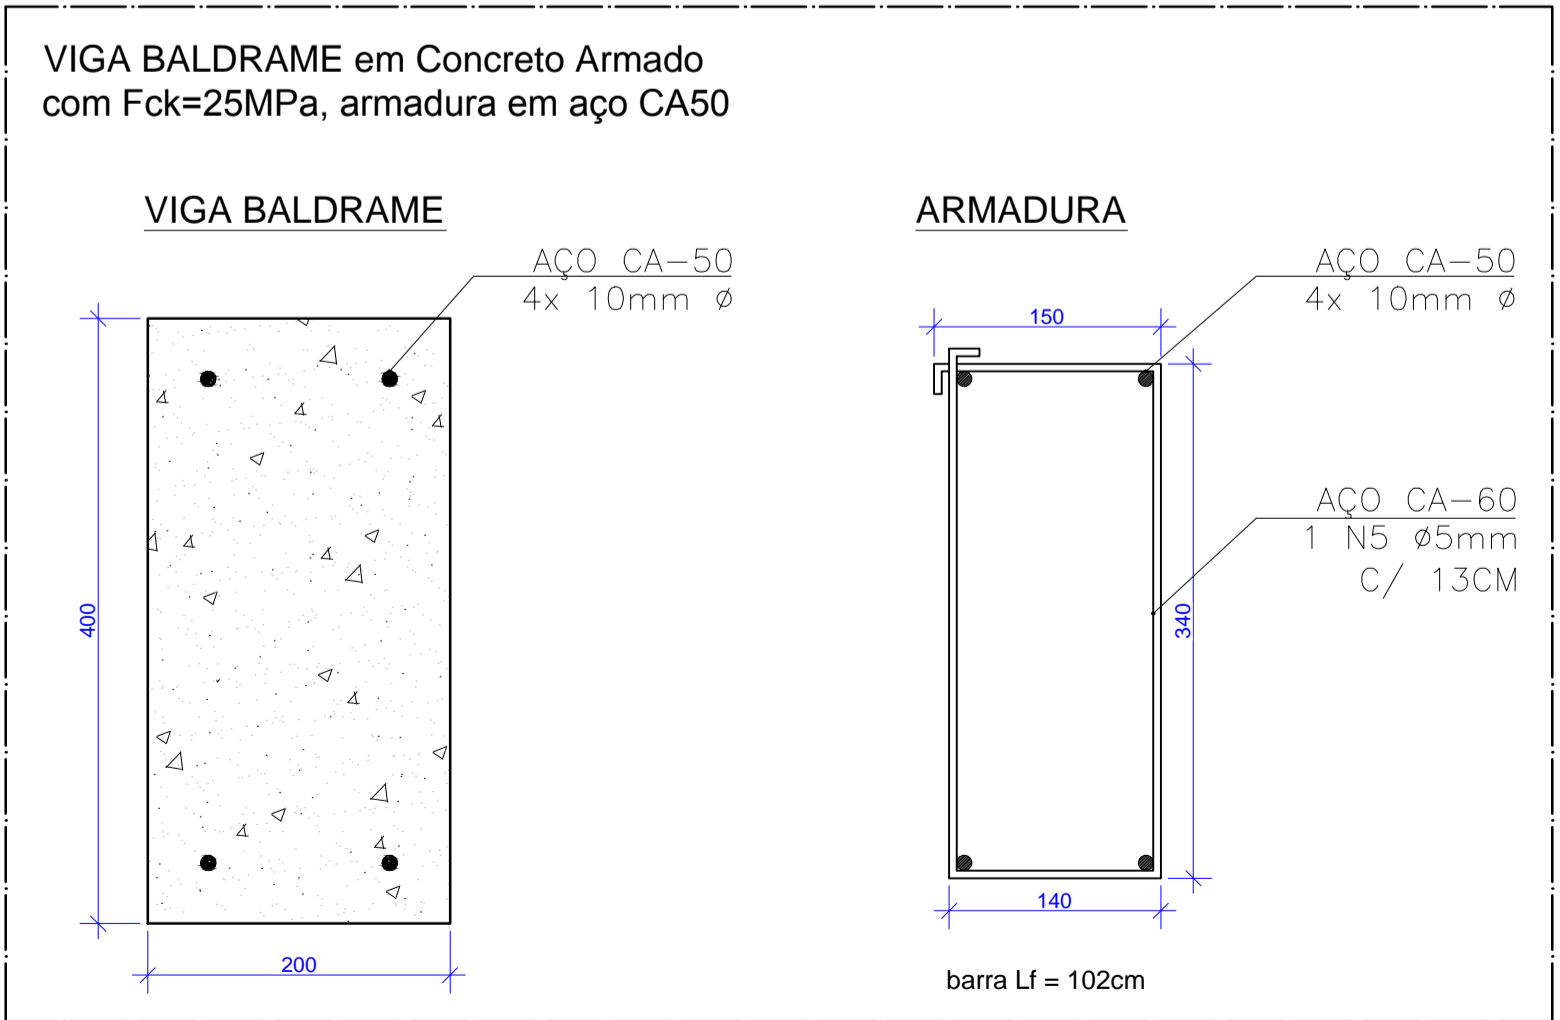 VIGA BALDRAME em Concreto Armado
com Fck=25MPa, armadura em aço CA50
VIGA BALDRAME
AÇO CA-50
4x 10mm ø
400
200
ARMADURA
AÇO CA-50
4x 10mm ø
150
AÇO CA-60
1 N5 ø5mm
C/ 13CM
340
140
barra Lf = 102cm